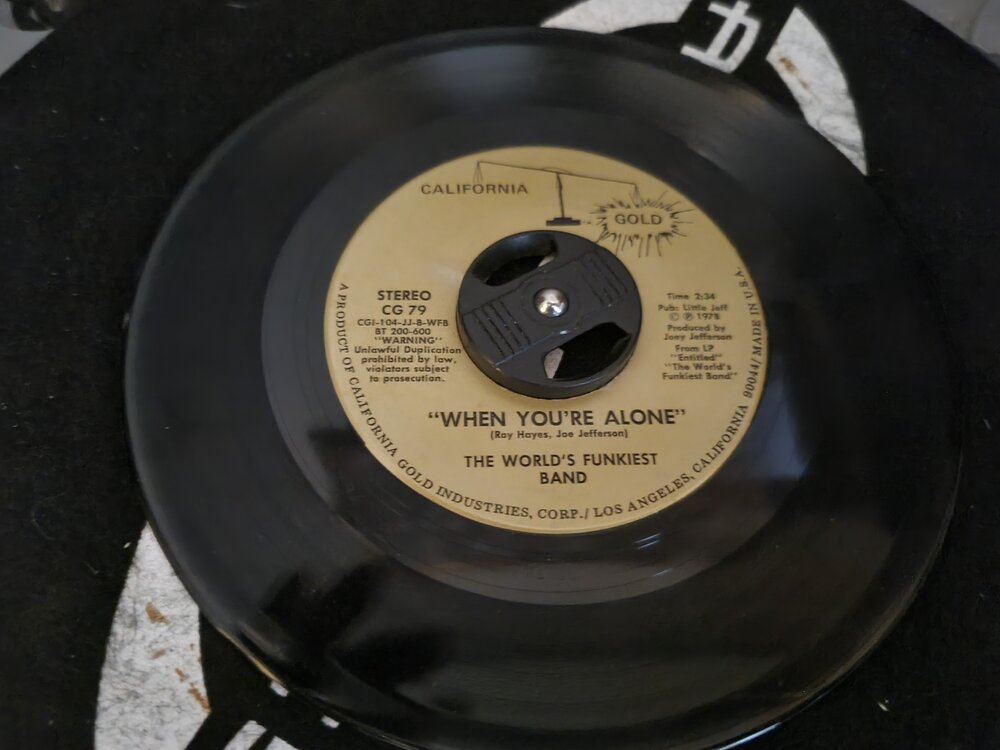 CALIFORNIA
GOLD
STEREO
CG 79
CGI-104-JJ-B-WFB
BT 200-600
"WARNING"
Unlawful Duplication
prohibited by law,
violators subject
to prosecution.
Time 2:34
Pub: Little Jeff
© ℗ 1978
Produced by
Joey Jefferson
From LP
"Entitled"
"The World's
Funkiest Band"
"WHEN YOU'RE ALONE"
(Ray Hayes, Joe Jefferson)
THE WORLD'S FUNKIEST
BAND
A PRODUCT OF CALIFORNIA GOLD INDUSTRIES, CORP./ LOS ANGELES, CALIFORNIA 90044/ MADE IN U.S.A.